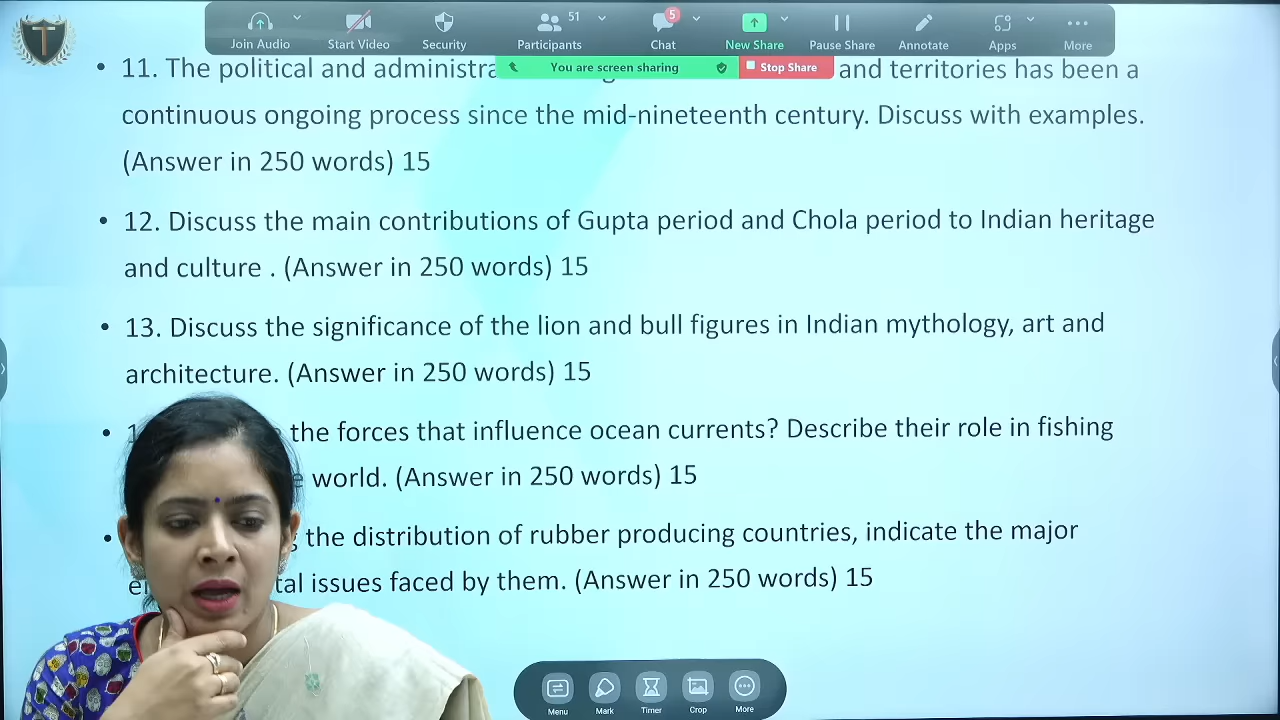 T
51
5
Join Audio
Start Video
Security
Participants
Chat
New Share
Pause Share
Annotate
Apps
More
You are screen sharing
Stop Share
• 11. The political and and territories has been a
continuous ongoing process since the mid-nineteenth century. Discuss with examples.
(Answer in 250 words) 15
• 12. Discuss the main contributions of Gupta period and Chola period to Indian heritage
and culture . (Answer in 250 words) 15
• 13. Discuss the significance of the lion and bull figures in Indian mythology, art and
architecture. (Answer in 250 words) 15
• the forces that influence ocean currents? Describe their role in fishing
world. (Answer in 250 words) 15
• the distribution of rubber producing countries, indicate the major
issues faced by them. (Answer in 250 words) 15
Menu
Mark
Timer
Crop
More